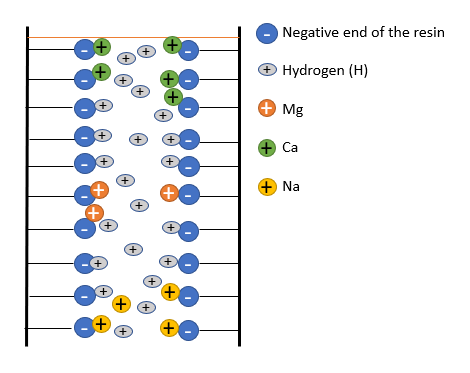 Negative end of the resin
Hydrogen (H)
Mg
Ca
Na